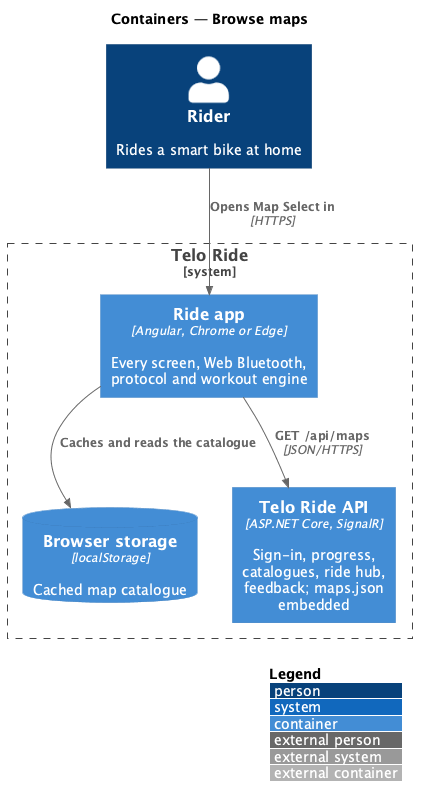 Containers — Browse maps
Rider
Rides a smart bike at home
Opens Map Select in
[HTTPS]
Telo Ride
[system]
Ride app
[Angular, Chrome or Edge]
Every screen, Web Bluetooth,
protocol and workout engine
Caches and reads the catalogue
GET /api/maps
[JSON/HTTPS]
Browser storage
[localStorage]
Cached map catalogue
Telo Ride API
[ASP.NET Core, SignalR]
Sign-in, progress,
catalogues, ride hub,
feedback; maps.json
embedded
Legend
person
system
container
external person
external system
external container